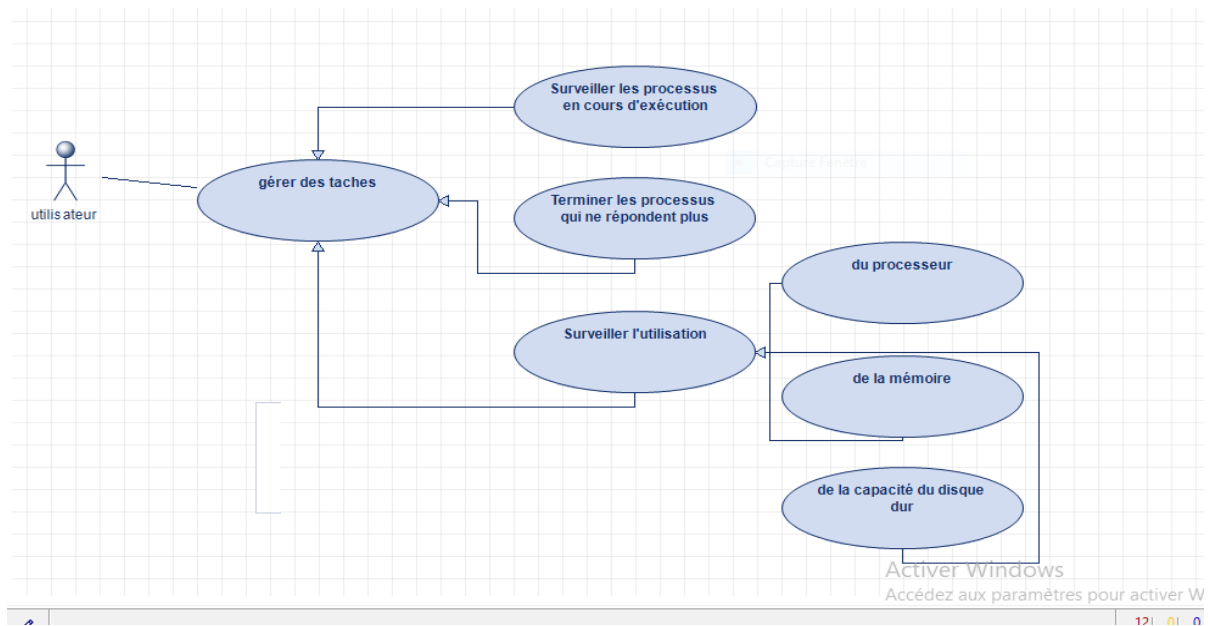 Surveiller les processus
en cours d'exécution
gérer des taches
utilisateur
Terminer les processus
qui ne répondent plus
du processeur
Surveiller l'utilisation
de la mémoire
de la capacité du disque
dur
Activer Windows
Accédez aux paramètres pour activer W
12| 0| 0